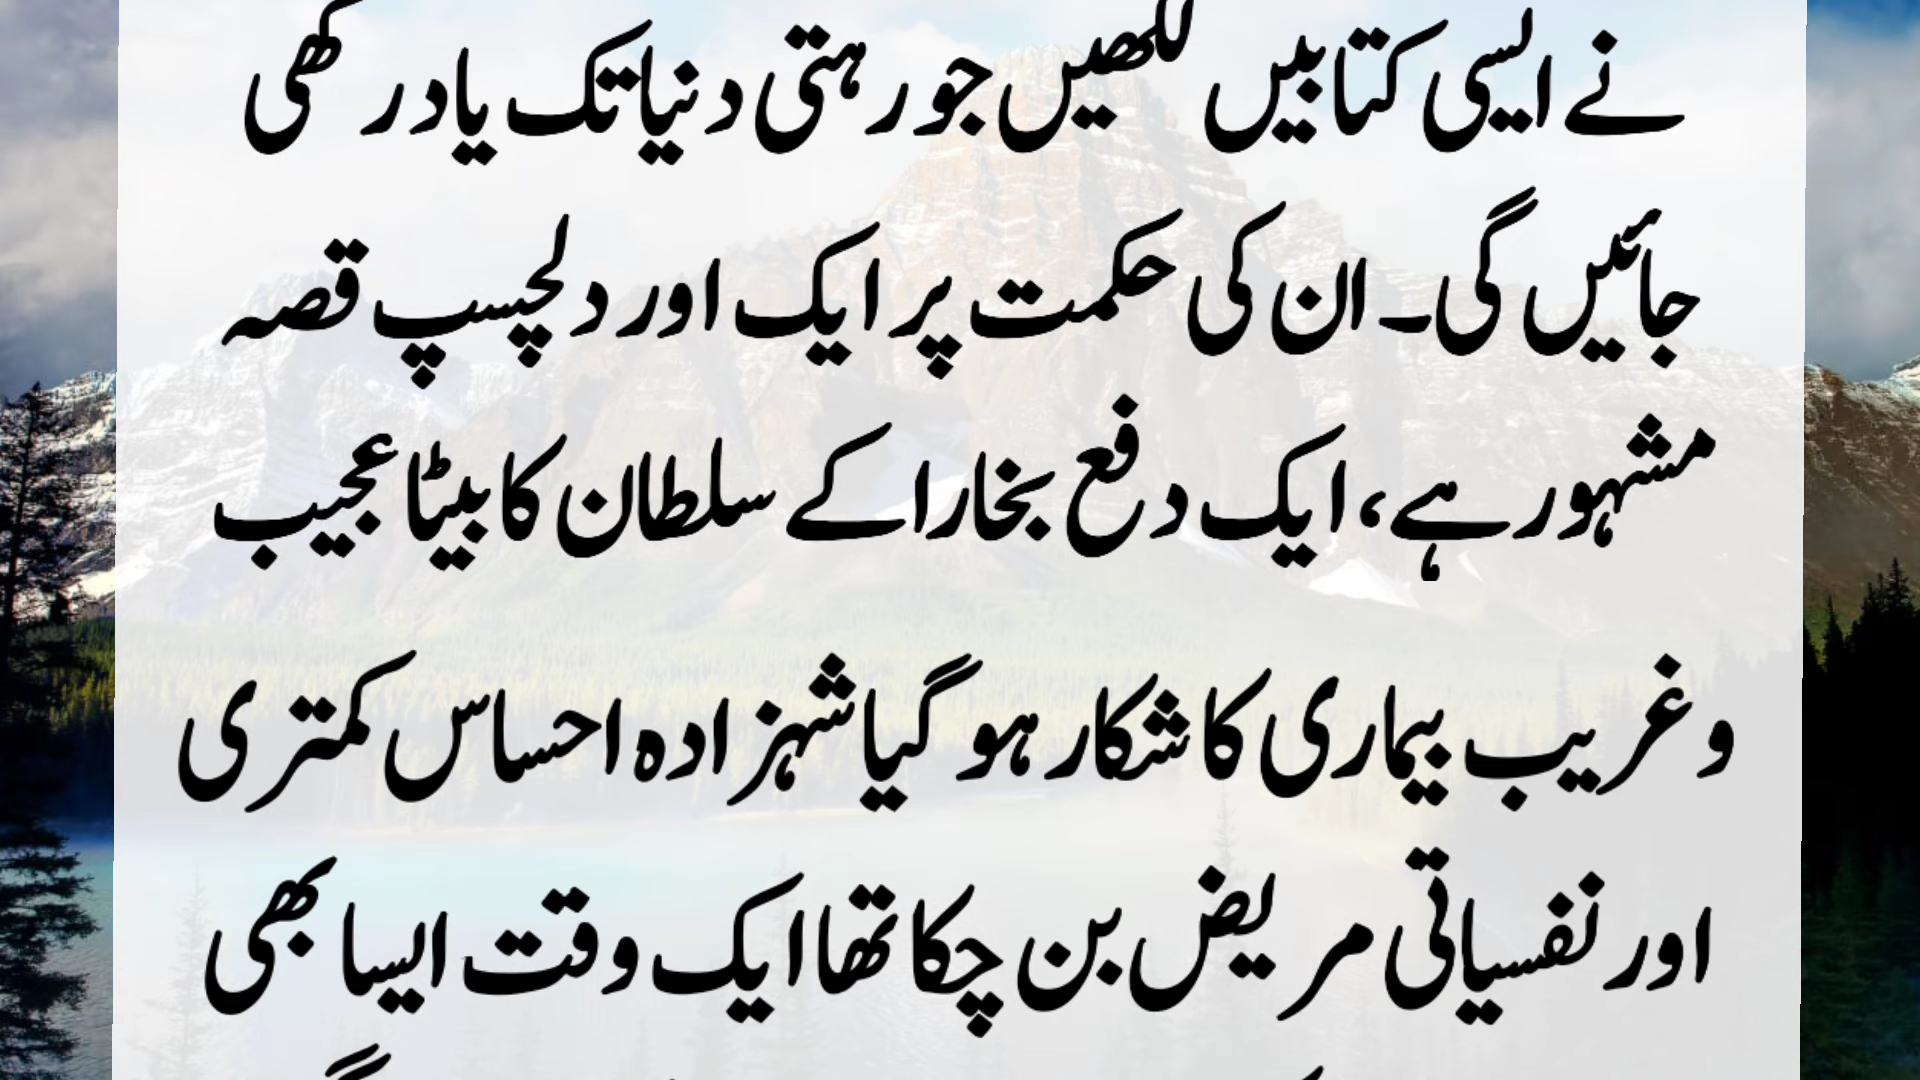 نے ایسی کتابیں لکھیں جو رہتی دنیا تک یاد رکھی
جائیں گی۔ ان کی حکمت پر ایک اور دلچسپ قصہ
مشہور ہے، ایک دفع بخارا کے سلطان کا بیٹا عجیب
و غریب بیماری کا شکار ہو گیا شہزادہ احساس کمتری
اور نفسیاتی مریض بن چکا تھا ایک وقت ایسا بھی